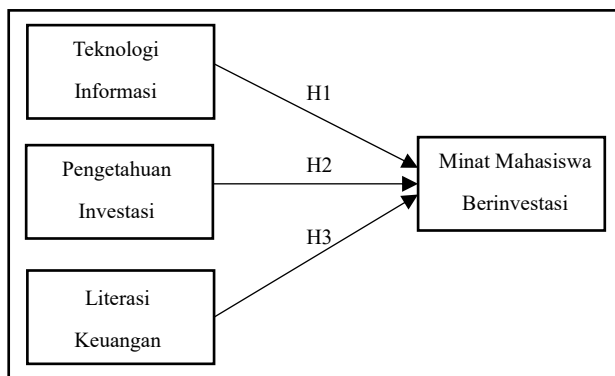 Teknologi
Informasi
H1
Pengetahuan
Investasi
H2
Minat Mahasiswa
Berinvestasi
H3
Literasi
Keuangan